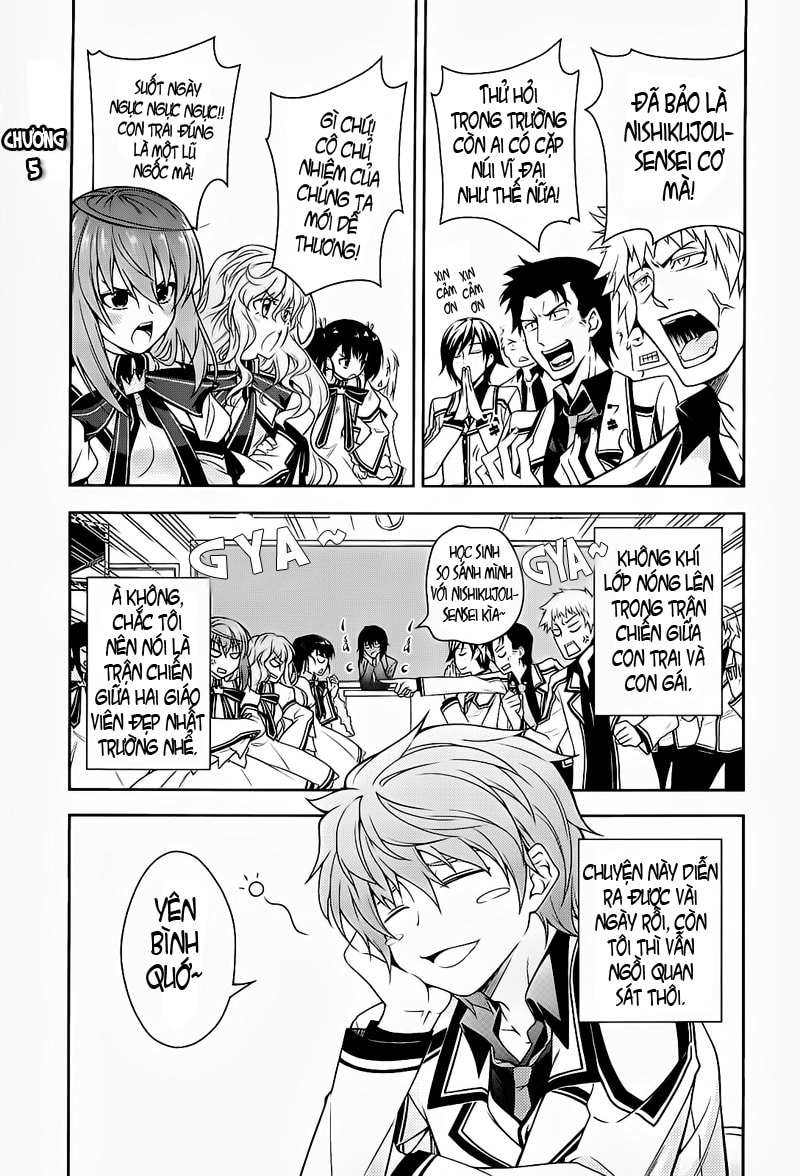 CHƯƠNG
5
ĐÃ BẢO LÀ
NISHIKUJOU-
SENSEI CƠ
MÀ!
THỬ HỎI
TRONG TRƯỜNG
CÒN AI CÓ CẶP
NÚI VĨ ĐẠI
NHƯ THẾ NỮA!
XIN
CẢM
ƠN
XIN
CẢM
ƠN
GÌ CHỨ!
CÔ CHỦ
NHIỆM CỦA
CHÚNG TA
MỚI DỄ
THƯƠNG!
SUỐT NGÀY
NGỰC NGỰC NGỰC!!
CON TRAI ĐÚNG
LÀ MỘT LŨ
NGỐC MÀ!
KHÔNG KHÍ
LỚP NÓNG LÊN
TRONG TRẬN
CHIẾN GIỮA
CON TRAI VÀ
CON GÁI.
GYA~
HỌC SINH
SO SÁNH MÌNH
VỚI NISHIKUJOU-
SENSEI KÌA~
GYA~
À KHÔNG,
CHẮC TÔI
NÊN NÓI LÀ
TRẬN CHIẾN
GIỮA HAI GIÁO
VIÊN ĐẸP NHẤT
TRƯỜNG NHỂ.
CHUYỆN NÀY DIỄN
RA ĐƯỢC VÀI
NGÀY RỒI, CÒN
TÔI THÌ VẪN
NGỒI QUAN
SÁT THÔI.
YÊN
BÌNH
QUỚ~